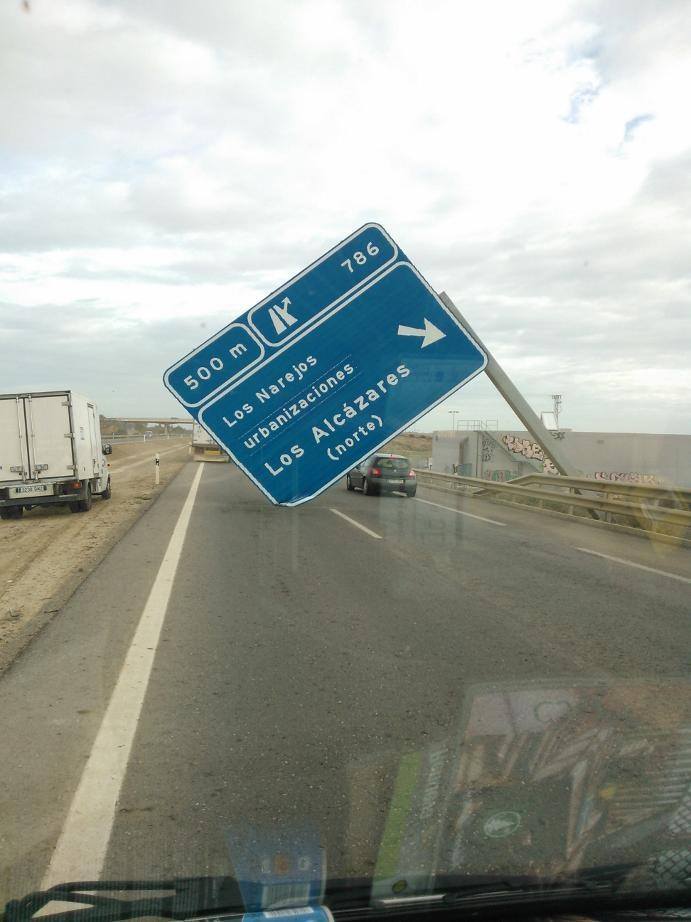 500 m
786
Los Narejos
urbanizaciones
Los Alcázares
(norte)